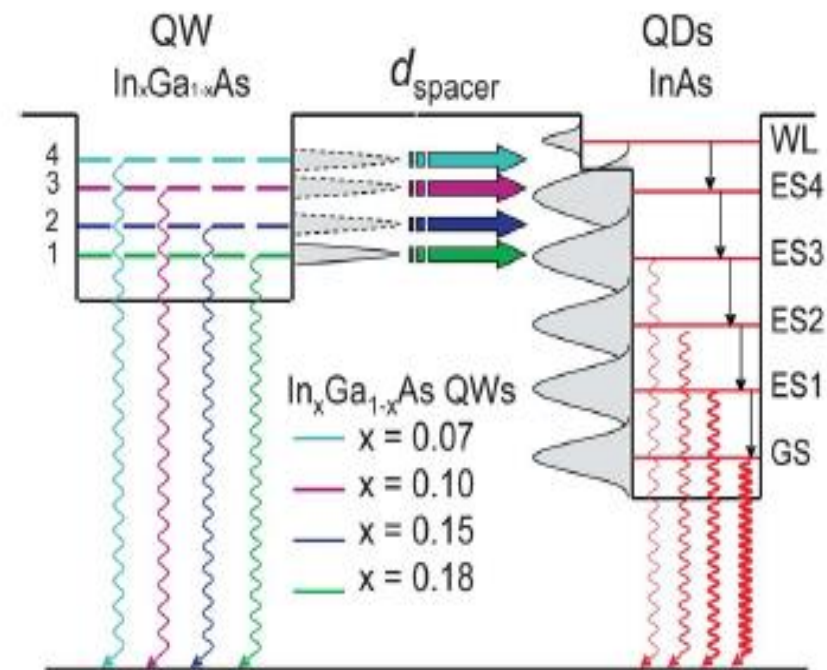 QW
InₓGa₁₋ₓAs
dspacer
QDs
InAs
4
3
2
1
WL
ES4
ES3
ES2
ES1
GS
InₓGa₁₋ₓAs QWs
x = 0.07
x = 0.10
x = 0.15
x = 0.18